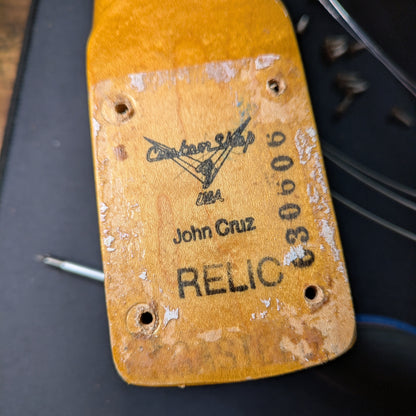 Custom Shop
USA
John Cruz
RELIC
C30606